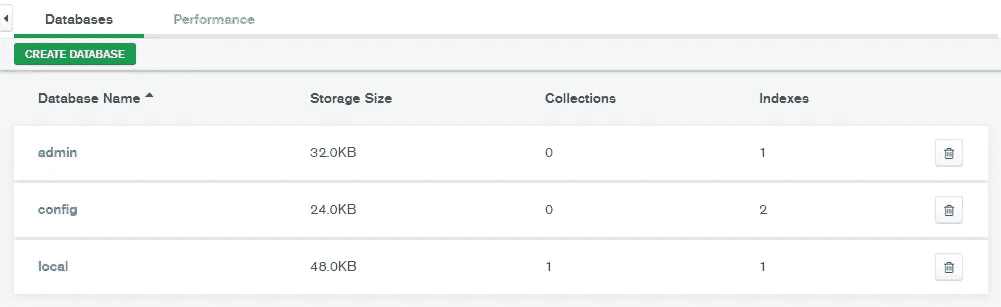 Databases Performance
CREATE DATABASE
Database Name Storage Size Collections Indexes
admin 32.0KB 0 1
config 24.0KB 0 2
local 48.0KB 1 1